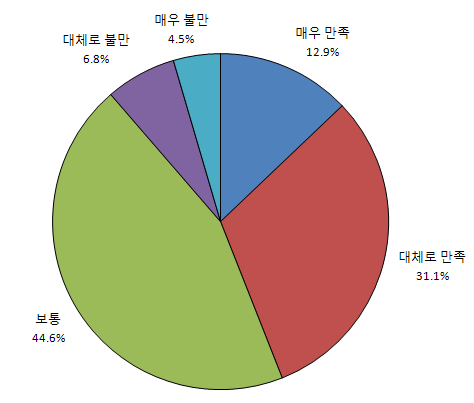 매우 불만
4.5%
매우 만족
12.9%
대체로 불만
6.8%
대체로 만족
31.1%
보통
44.6%